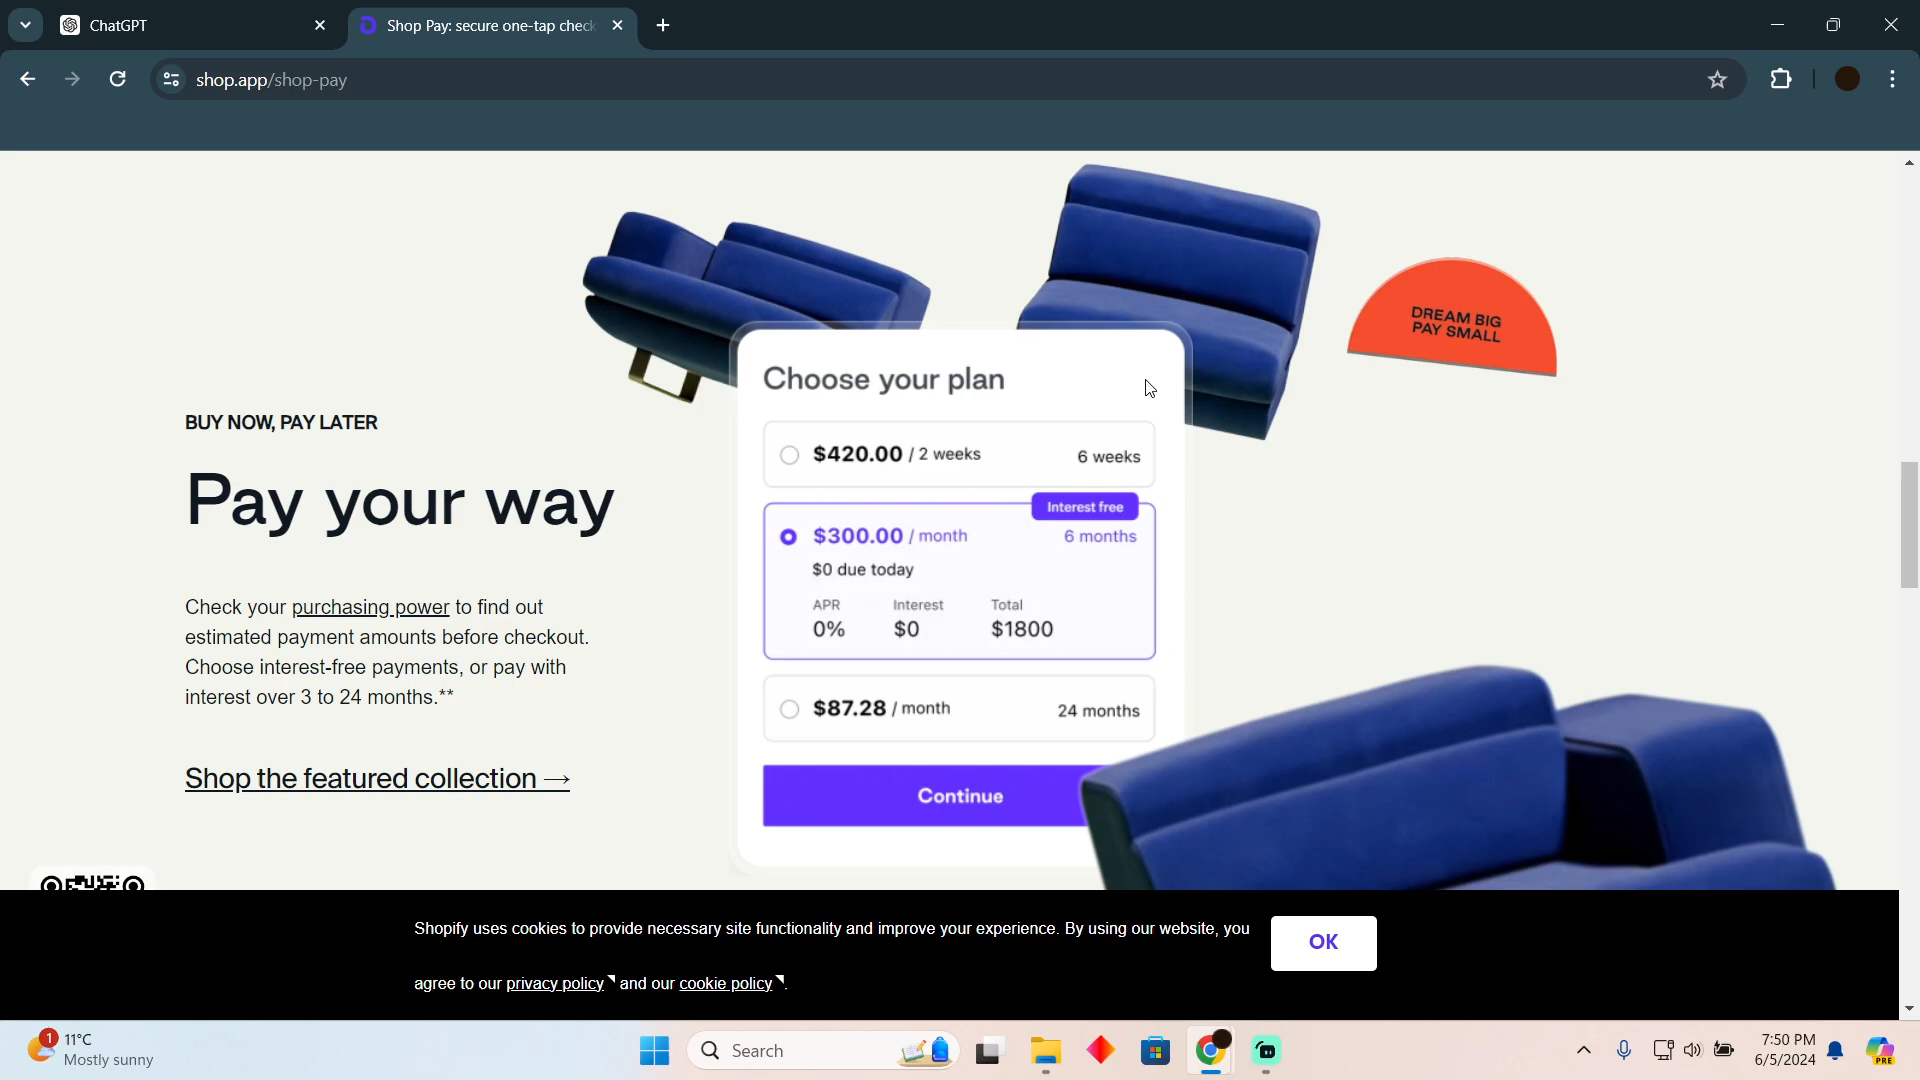 ChatGPT
Shop Pay: secure one-tap chec
shop.app/shop-pay
DREAM BIG
PAY SMALL
BUY NOW, PAY LATER
Pay your way
Check your purchasing power to find out
estimated payment amounts before checkout.
Choose interest-free payments, or pay with
interest over 3 to 24 months.**
Shop the featured collection →
Choose your plan
$420.00 / 2 weeks 6 weeks
Interest free
$300.00 / month 6 months
$0 due today
APR Interest Total
0% $0 $1800
$87.28 / month 24 months
Continue
Shopify uses cookies to provide necessary site functionality and improve your experience. By using our website, you
agree to our privacy policy and our cookie policy.
OK
1
11°C
Mostly sunny
Search
7:50 PM
6/5/2024
PRE